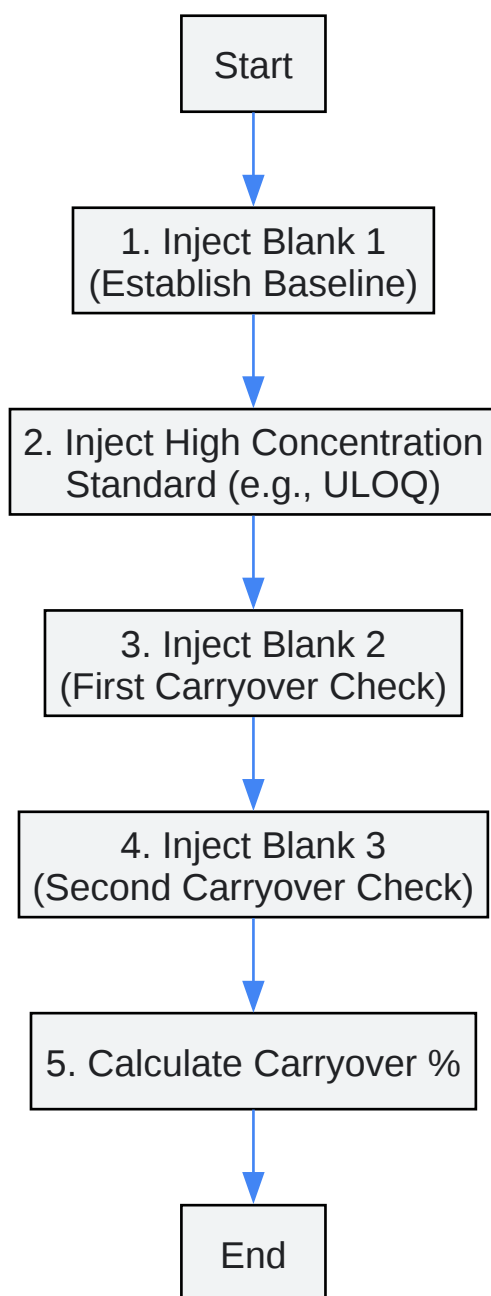 Start
1. Inject Blank 1
(Establish Baseline)
2. Inject High Concentration
Standard (e.g., ULOQ)
3. Inject Blank 2
(First Carryover Check)
4. Inject Blank 3
(Second Carryover Check)
5. Calculate Carryover %
End